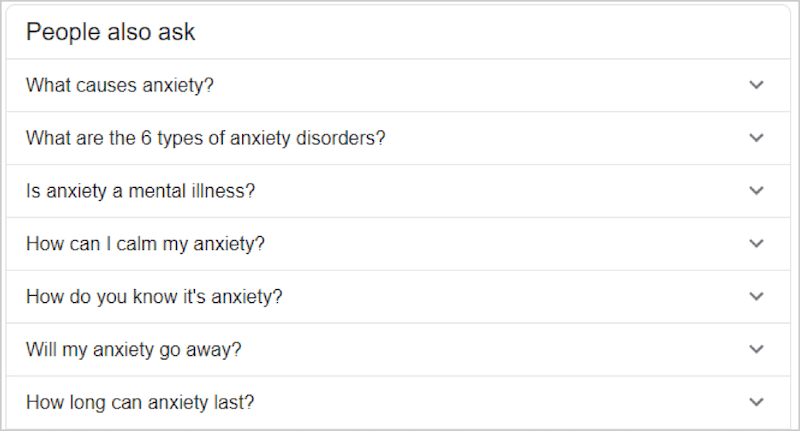 People also ask
What causes anxiety?
What are the 6 types of anxiety disorders?
Is anxiety a mental illness?
How can I calm my anxiety?
How do you know it's anxiety?
Will my anxiety go away?
How long can anxiety last?